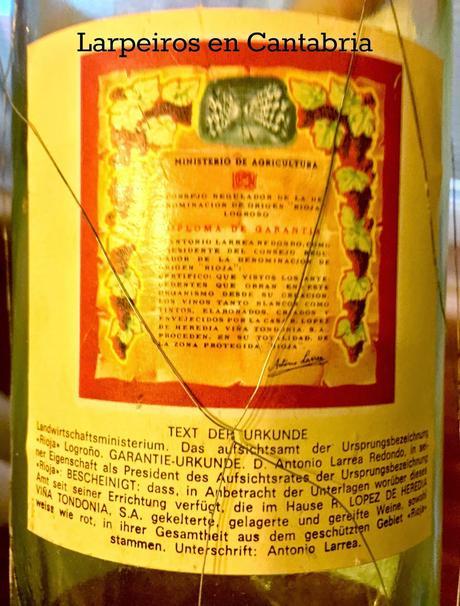 Larpeiros en Cantabria
MINISTERIO DE AGRICULTURA
CONSEJO REGULADOR DE LA DE
NOMINACION DE ORIGEN "RIOJA"
LOGROÑO
DIPLOMA DE GARANTIA
ANTONIO LARREA REDONDO, COMO
PRESIDENTE DEL CONSEJO REGU
LADOR DE LA DENOMINACION DE
ORIGEN "RIOJA":
CERTIFICO: QUE VISTOS LOS ANTE
CEDENTES QUE OBRAN EN ESTE
ORGANISMO DESDE SU CREACION,
LOS VINOS TANTO BLANCOS COMO
TINTOS, ELABORADOS, CRIADOS Y
ENVEJECIDOS POR LA CASA R. LOPEZ
DE HEREDIA VIÑA TONDONIA, S.A.
PROCEDEN, EN SU TOTALIDAD, DE
LA ZONA PROTEGIDA "RIOJA".
Antonio Larrea
TEXT DER URKUNDE
Landwirtschaftsministerium. Das aufsichtsamt der Ursprungsbezeichnung
«Rioja» Logroño. GARANTIE-URKUNDE. D. Antonio Larrea Redondo, in sei-
ner Eigenschaft als President des Aufsichtsrates der Ursprungsbezeichnung
«Rioja»: BESCHEINIGT: dass, in Anbetracht der Unterlagen worüber dieses
Amt seit seiner Errichtung verfügt, die im Hause R. LOPEZ DE HEREDIA
VIÑA TONDONIA, S.A. gekelterte, gelagerte und gereifte Weine, sowohl
weise wie rot, in ihrer Gesamtheit aus dem geschützten Gebiet «Rioja»
stammen. Unterschrift: Antonio Larrea.